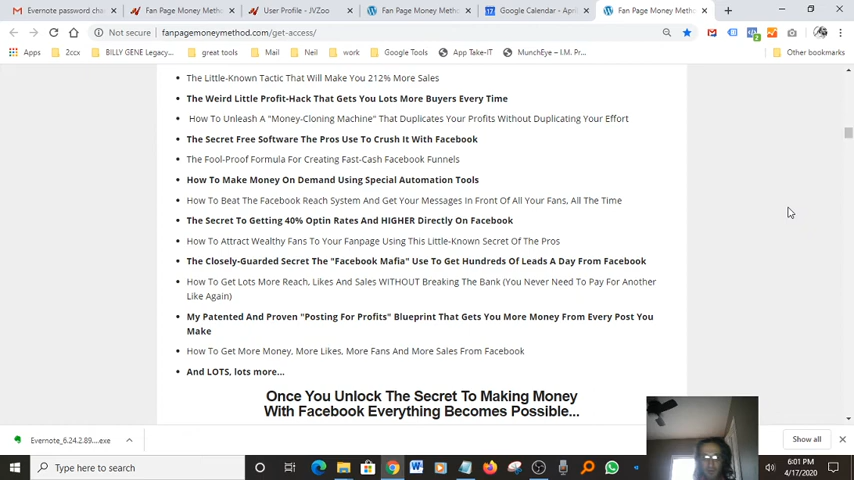 Evernote password chan
Fan Page Money Metho
User Profile - JVZoo
Fan Page Money Metho
Google Calendar - April
Fan Page Money Metho
Not secure | fanpagemoneymethod.com/get-access/
Apps
2ccx
BILLY GENE Legacy...
great tools
Mail
Neil
work
Google Tools
App Take-IT
MunchEye – I.M. Pro...
Other bookmarks
The Little-Known Tactic That Will Make You 212% More Sales
The Weird Little Profit-Hack That Gets You Lots More Buyers Every Time
How To Unleash A "Money-Cloning Machine" That Duplicates Your Profits Without Duplicating Your Effort
The Secret Free Software The Pros Use To Crush It With Facebook
The Fool-Proof Formula For Creating Fast-Cash Facebook Funnels
How To Make Money On Demand Using Special Automation Tools
How To Beat The Facebook Reach System And Get Your Messages In Front Of All Your Fans, All The Time
The Secret To Getting 40% Optin Rates And HIGHER Directly On Facebook
How To Attract Wealthy Fans To Your Fanpage Using This Little-Known Secret Of The Pros
The Closely-Guarded Secret The "Facebook Mafia" Use To Get Hundreds Of Leads A Day From Facebook
How To Get Lots More Reach, Likes And Sales WITHOUT Breaking The Bank (You Never Need To Pay For Another
Like Again)
My Patented And Proven "Posting For Profits" Blueprint That Gets You More Money From Every Post You
Make
How To Get More Money, More Likes, More Fans And More Sales From Facebook
And LOTS, lots more...
Once You Unlock The Secret To Making Money
With Facebook Everything Becomes Possible...
Evernote_6.24.2.89....exe
Show all
Type here to search
6:01 PM
4/17/2020